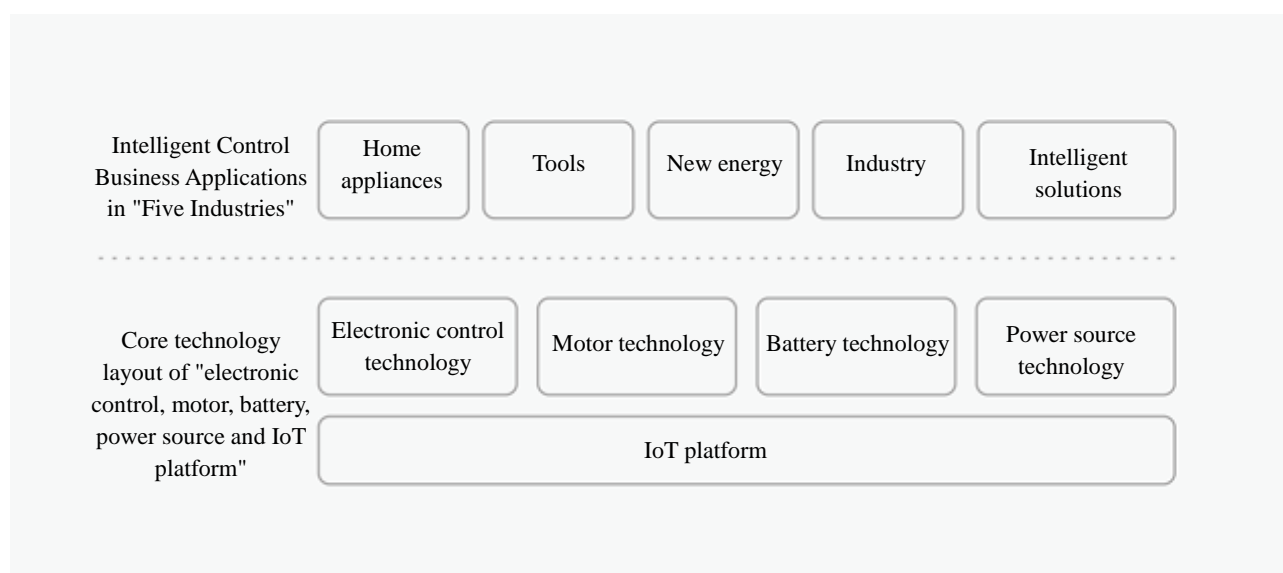 Intelligent Control
Business Applications
in "Five Industries"
Home
appliances
Tools
New energy
Industry
Intelligent
solutions
Core technology
layout of "electronic
control, motor, battery,
power source and IoT
platform"
Electronic control
technology
Motor technology
Battery technology
Power source
technology
IoT platform